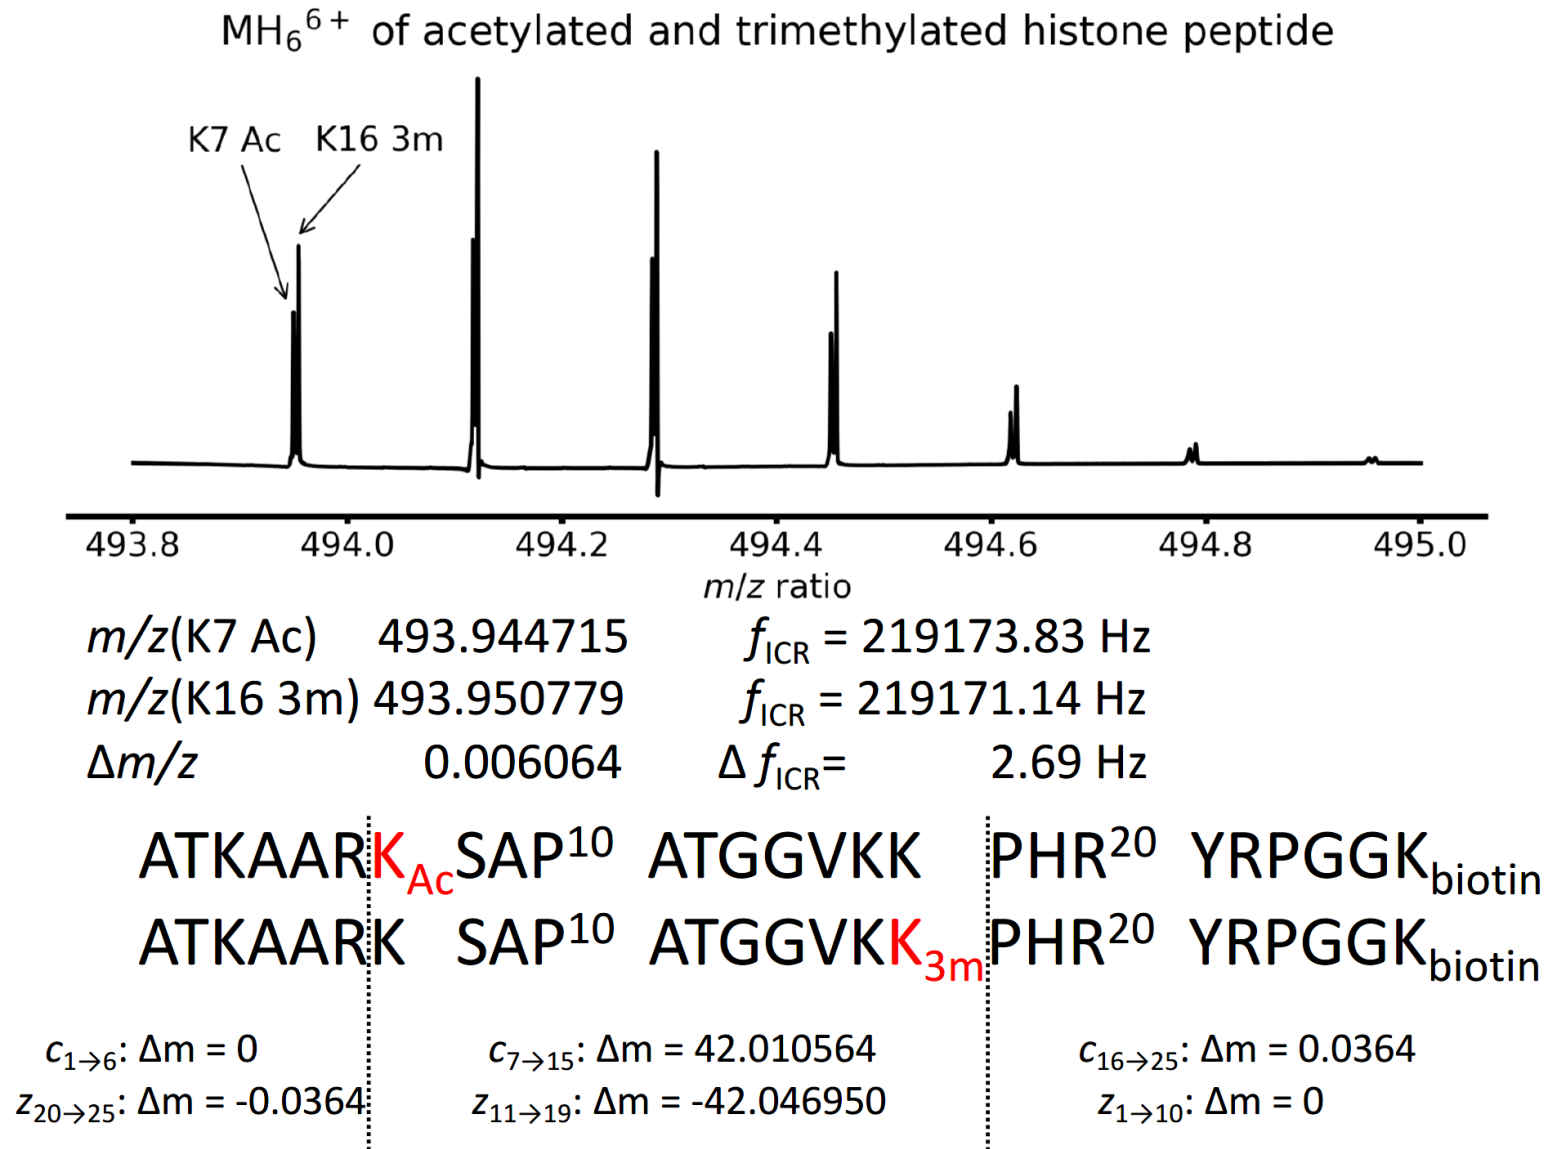 MH₆⁶⁺ of acetylated and trimethylated histone peptide
K7 Ac K16 3m
493.8 494.0 494.2 494.4 494.6 494.8 495.0
m/z ratio
m/z(K7 Ac) 493.944715 fICR = 219173.83 Hz
m/z(K16 3m) 493.950779 fICR = 219171.14 Hz
Δm/z 0.006064 Δ fICR= 2.69 Hz
ATKAARKAcSAP¹⁰ ATGGVKK PHR²⁰ YRPGGKbiotin
ATKAARK SAP¹⁰ ATGGVKK3mPHR²⁰ YRPGGKbiotin
c1→6: Δm = 0 c7→15: Δm = 42.010564 c16→25: Δm = 0.0364
z20→25: Δm = -0.0364 z11→19: Δm = -42.046950 z1→10: Δm = 0